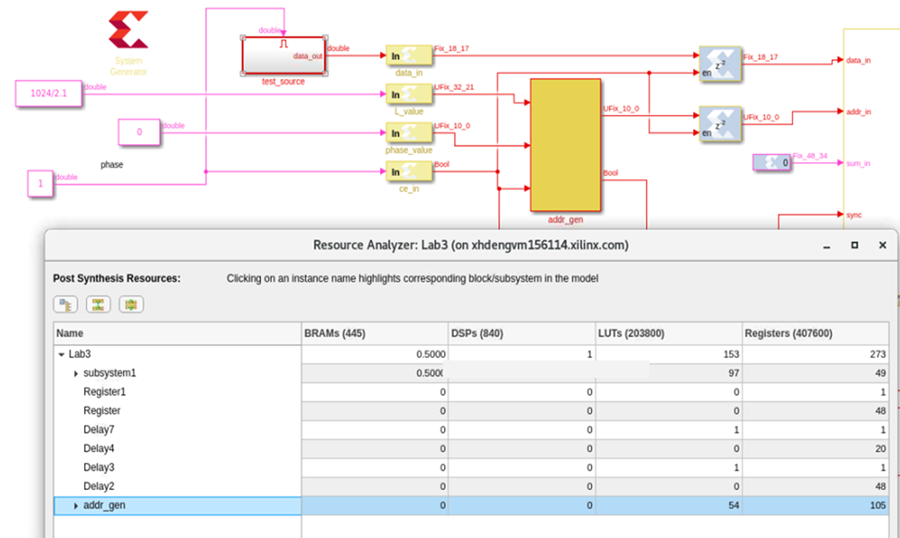 double
System
Generator
data_out
double
test_source
In
Fix_18_17
data_in
z-2
en
Fix_18_17
data_in
1024/2.1
double
In
UFix_32_21
L_value
UFix_10_0
z-2
en
UFix_10_0
addr_in
0
double
In
UFix_10_0
phase_value
phase
0
Fix_48_34
sum_in
1
double
In
Bool
ce_in
Bool
addr_gen
sync
Resource Analyzer: Lab3 (on xhdengvm156114.xilinx.com)
Post Synthesis Resources: Clicking on an instance name highlights corresponding block/subsystem in the model
Name BRAMs (445) DSPs (840) LUTs (203800) Registers (407600)
Lab3 0.5000 1 153 273
subsystem1 0.500 97 49
Register1 0 0 0 1
Register 0 0 0 48
Delay7 0 0 1 1
Delay4 0 0 0 20
Delay3 0 0 1 1
Delay2 0 0 0 48
addr_gen 0 0 54 105